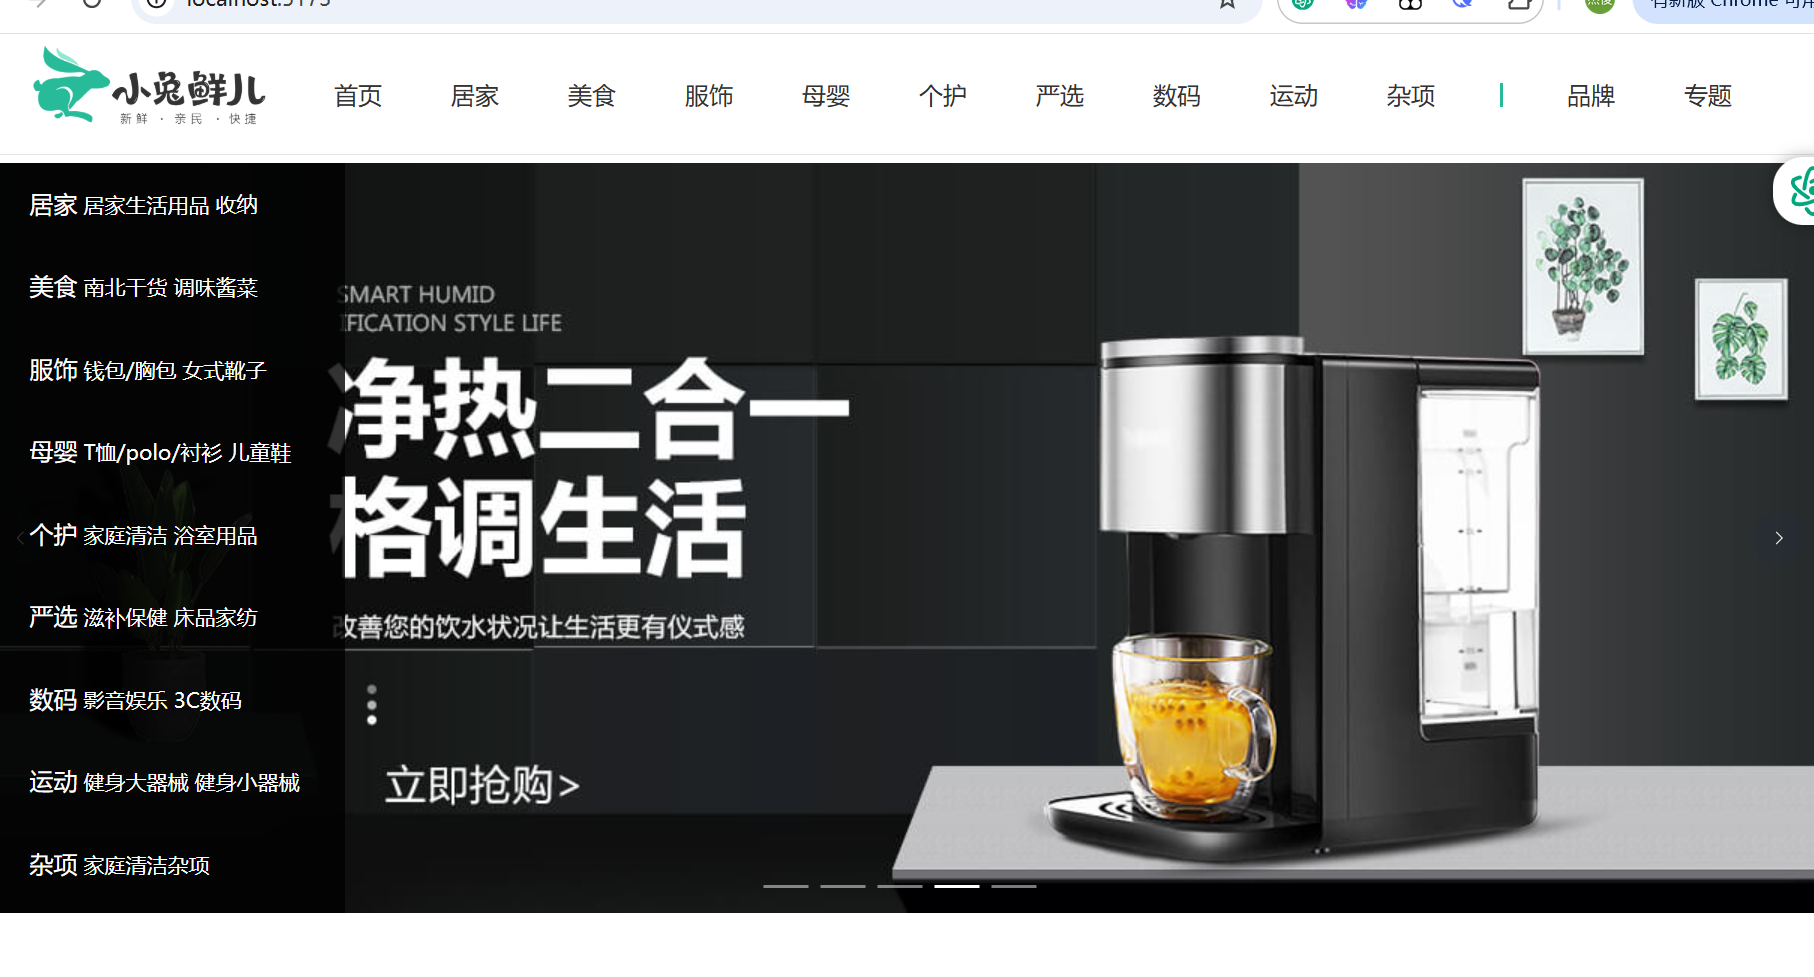 localhost:5173
有新版 Chrome 可用
小兔鲜儿
新鲜 · 亲民 · 快捷
首页 居家 美食 服饰 母婴 个护 严选 数码 运动 杂项 品牌 专题
居家 居家生活用品 收纳
美食 南北干货 调味酱菜
SMART HUMID
IFICATION STYLE LIFE
服饰 钱包/胸包 女式靴子
净热二合一
母婴 T恤/polo/衬衫 儿童鞋
格调生活
个护 家庭清洁 浴室用品
严选 滋补保健 床品家纺
改善您的饮水状况让生活更有仪式感
数码 影音娱乐 3C数码
运动 健身大器械 健身小器械
立即抢购>
杂项 家庭清洁杂项